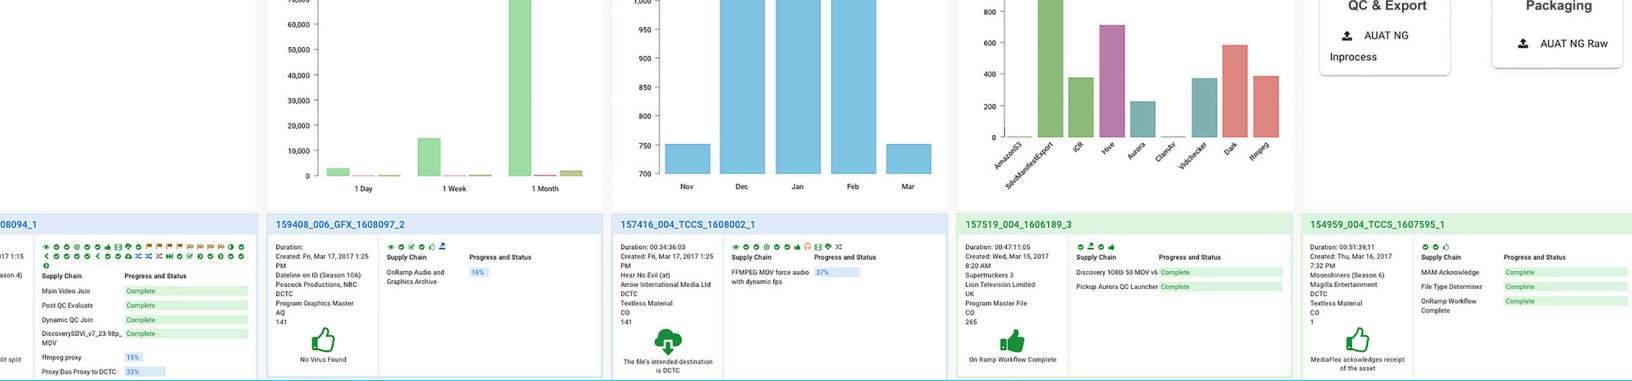 70,000
60,000
50,000
40,000
30,000
20,000
10,000
0
1 Day
1 Week
1 Month
1,000
950
900
850
800
750
700
Nov
Dec
Jan
Feb
Mar
800
600
400
200
0
AmazonS3
SdviManifestExport
iCR
Hive
Aurora
ClamAv
Vidchecker
Dark
ffmpeg
QC & Export
AUAT NG
Inprocess
Packaging
AUAT NG Raw
08094_1
17 1:15
ason 4)
lit split
Supply Chain
Progress and Status
Main Video Join
Complete
Post QC Evaluate
Complete
Dynamic QC Join
Complete
DiscoverySDVI_v7_23.98p_
MOV
Complete
ffmpeg proxy
15%
Proxy:Das Proxy to DCTC
33%
159408_006_GFX_1608097_2
Duration:
Created: Fri, Mar 17, 2017 1:25
PM
Dateline on ID (Season 10A)
Peacock Productions, NBC
DCTC
Program Graphics Master
AQ
141
No Virus Found
Supply Chain
Progress and Status
OnRamp Audio and
Graphics Archive
16%
157416_004_TCCS_1608002_1
Duration: 00:34:36:03
Created: Fri, Mar 17, 2017 1:25
PM
Hear No Evil (at)
Arrow International Media Ltd
DCTC
Textless Material
CO
141
The file's intended destination
is DCTC
Supply Chain
Progress and Status
FFMPEG MOV force audio
with dynamic fps
37%
157519_004_1606189_3
Duration: 00:47:11:05
Created: Wed, Mar 15, 2017
8:20 AM
Supertruckers 3
Lion Television Limited
UK
Program Master File
CO
265
On Ramp Workflow Complete
Supply Chain
Progress and Status
Discovery 1080i 50 MOV v6
Complete
Pickup Aurora QC Launcher
Complete
154959_004_TCCS_1607595_1
Duration: 00:51:39;11
Created: Thu, Mar 16, 2017
7:32 PM
Moonshiners (Season 6)
Magilla Entertainment
DCTC
Textless Material
CO
1
MediaFlex ackowledges receipt
of the asset
Supply Chain
Progress and Status
MAM Acknowledge
Complete
File Type Determiner
Complete
OnRamp Workflow
Complete
Complete